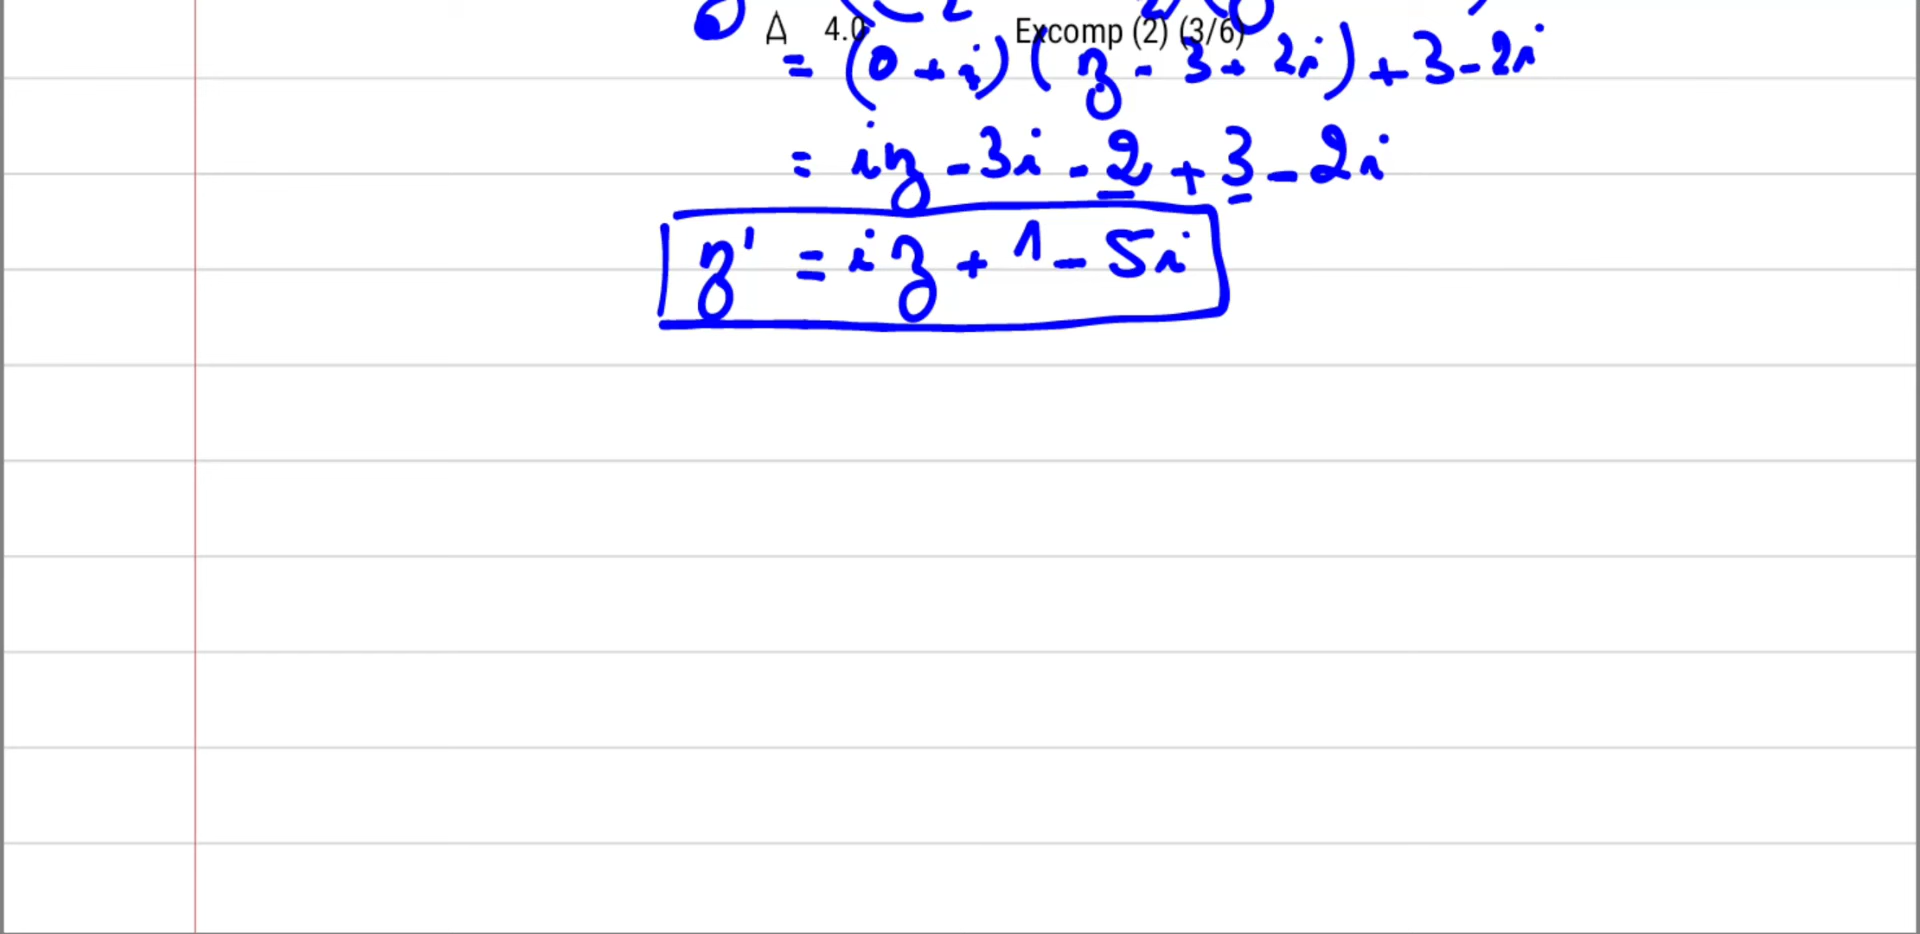 Δ 4.0 Excomp (2) (3/6)
= (0 + i) (z - 3 + 2i) + 3 - 2i
= iz - 3i - 2 + 3 - 2i
z' = iz + 1 - 5i